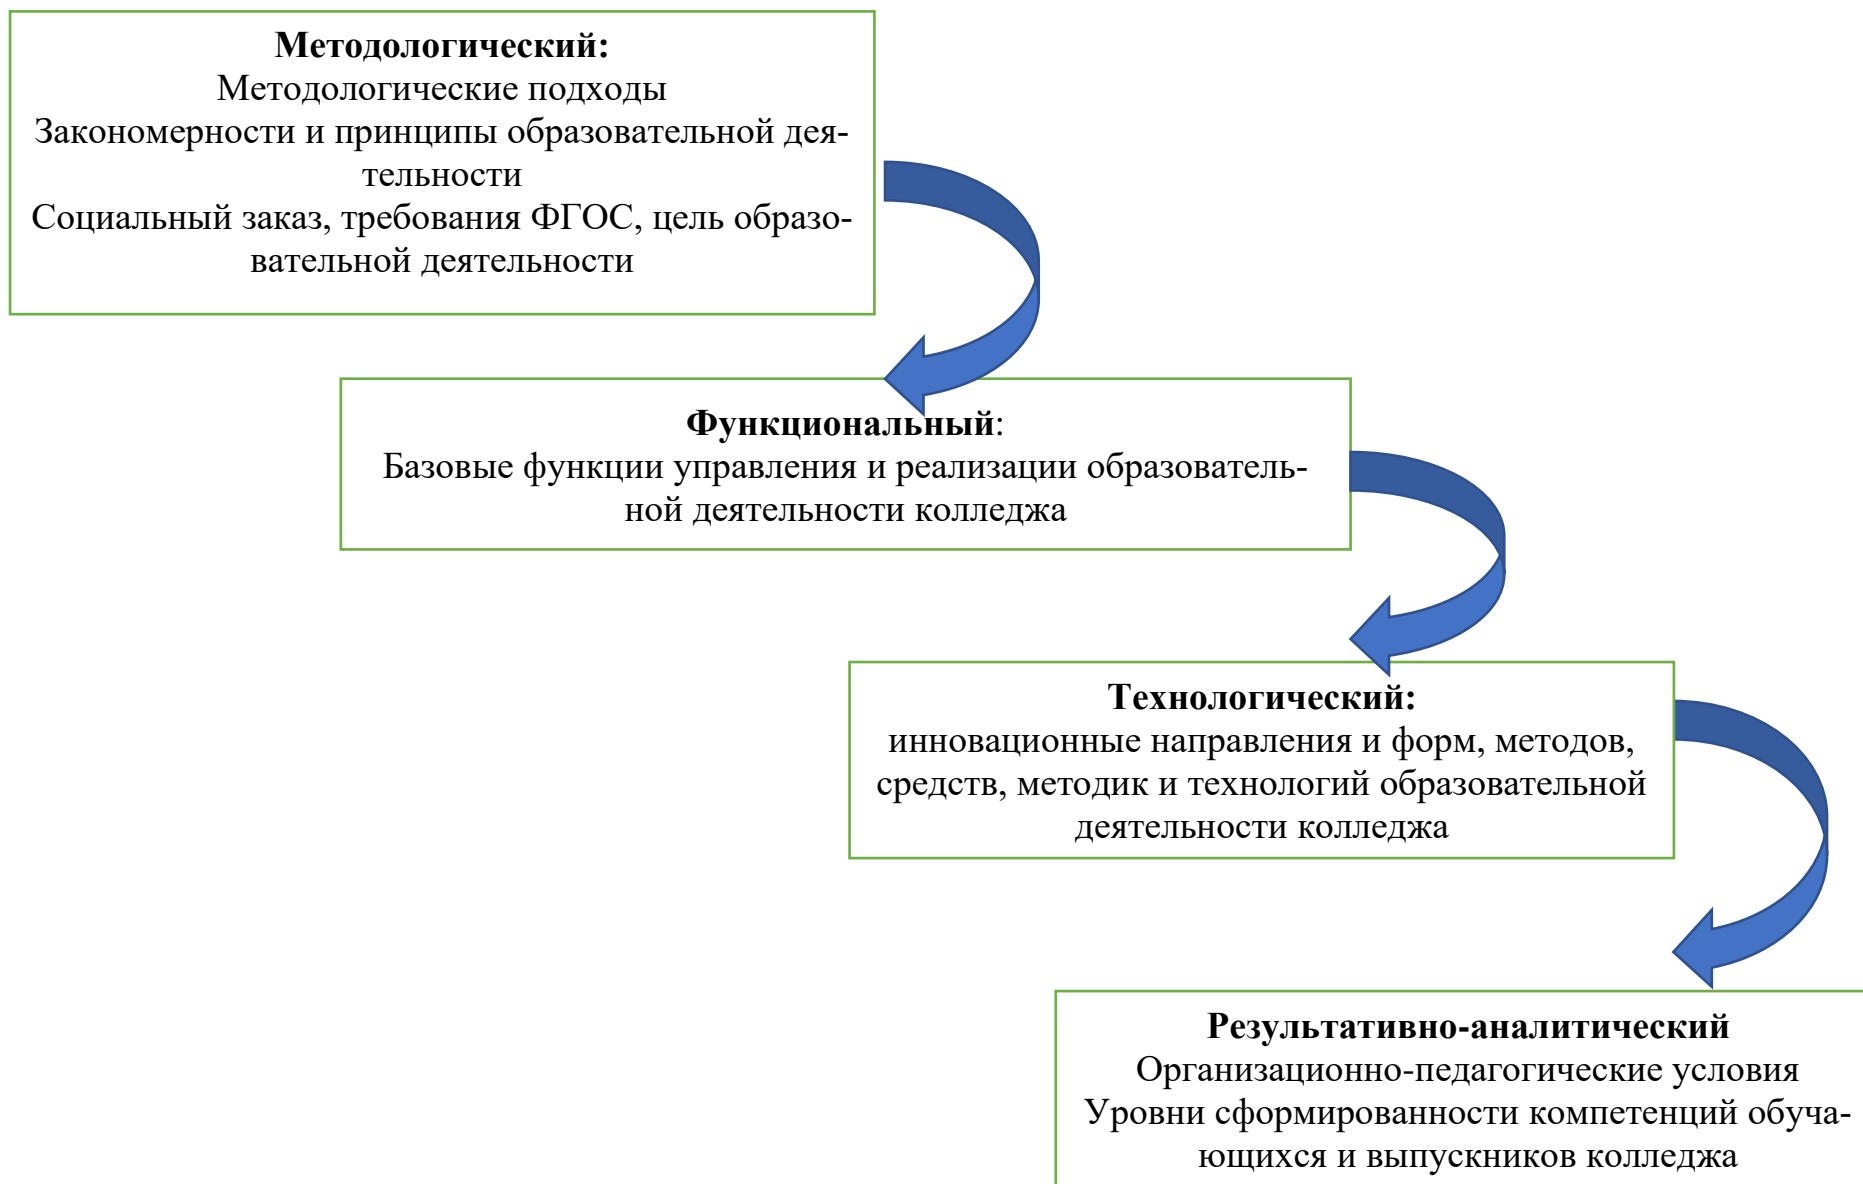 Методологический:
Методологические подходы
Закономерности и принципы образовательной дея-
тельности
Социальный заказ, требования ФГОС, цель образо-
вательной деятельности
Функциональный:
Базовые функции управления и реализации образователь-
ной деятельности колледжа
Технологический:
инновационные направления и форм, методов,
средств, методик и технологий образовательной
деятельности колледжа
Результативно-аналитический
Организационно-педагогические условия
Уровни сформированности компетенций обуча-
ющихся и выпускников колледжа